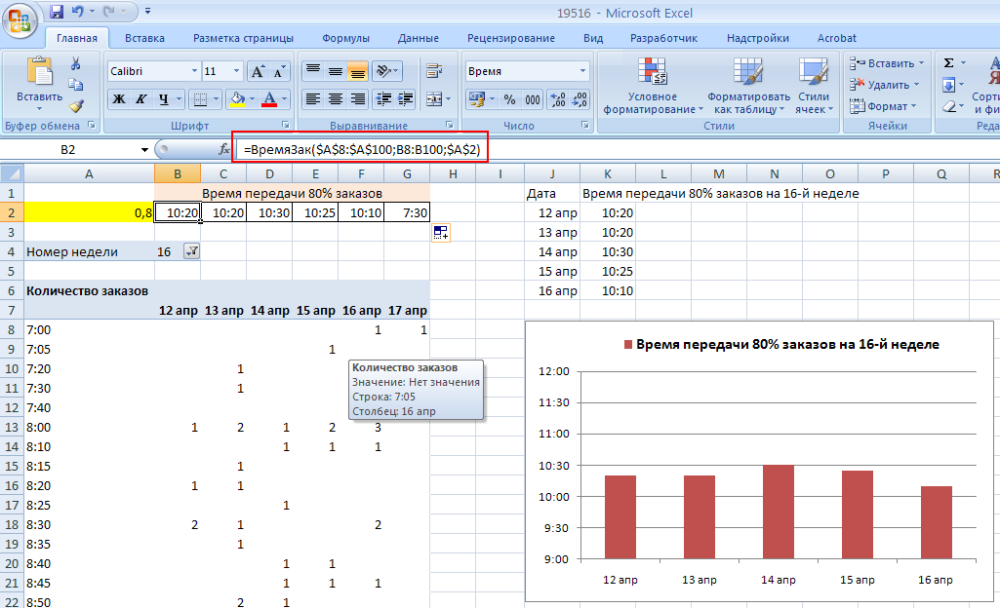 19516 - Microsoft Excel
Главная Вставка Разметка страницы Формулы Данные Рецензирование Вид Разработчик Надстройки Acrobat
Calibri 11 Время Вставить Σ
Вставить Ж К Ч % 000 Условное форматирование Форматировать как таблицу Стили ячеек Удалить Формат
Буфер обмена Шрифт Выравнивание Число Стили Ячейки
B2 fx =ВремяЗак($A$8:$A$100;B8:B100;$A$2)
A B C D E F G H I J K L M N O P Q R
1 Время передачи 80% заказов Дата Время передачи 80% заказов на 16-й неделе
2 0,8 10:20 10:20 10:30 10:25 10:10 7:30 12 апр 10:20
3 13 апр 10:20
4 Номер недели 16 14 апр 10:30
5 15 апр 10:25
6 Количество заказов 16 апр 10:10
7 12 апр 13 апр 14 апр 15 апр 16 апр 17 апр
8 7:00 1 1
9 7:05 1
10 7:20 1
11 7:30 1
12 7:40
13 8:00 1 2 1 2 3
14 8:10 1 1 1
15 8:15 1
16 8:20 1 1
17 8:25 1
18 8:30 2 1 2
19 8:35 1
20 8:40 1 1
21 8:45 1 1 1
22 8:50 2 1
Количество заказов
Значение: Нет значения
Строка: 7:05
Столбец: 16 апр
Время передачи 80% заказов на 16-й неделе
12:00
11:30
11:00
10:30
10:00
9:30
9:00
12 апр 13 апр 14 апр 15 апр 16 апр